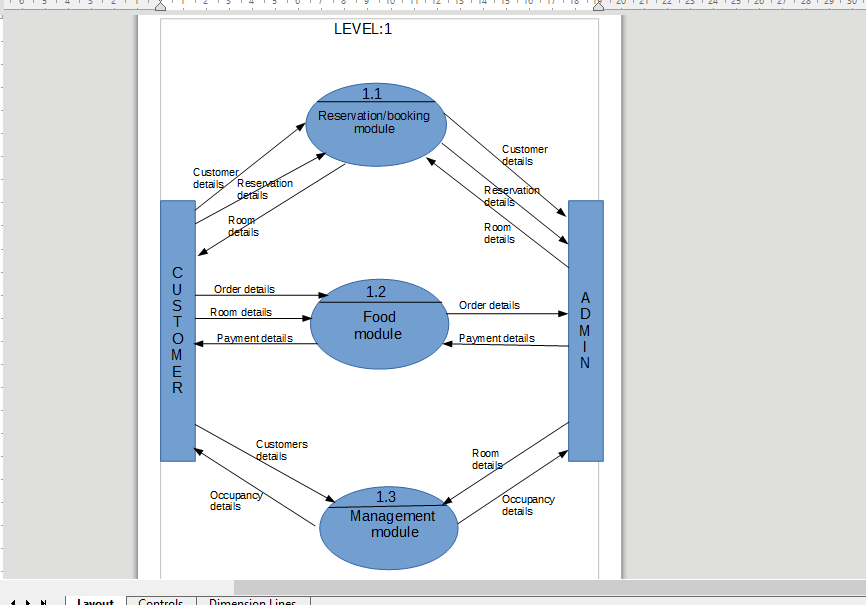 LEVEL:1
1.1
Reservation/booking
module
Customer
details
Reservation
details
Room
details
Customer
details
Reservation
details
Room
details
CUSTOMER
ADMIN
1.2
Food
module
Order details
Room details
Payment details
Order details
Payment details
Customers
details
Occupancy
details
Room
details
Occupancy
details
1.3
Management
module
Layout
Controls
Dimension Lines